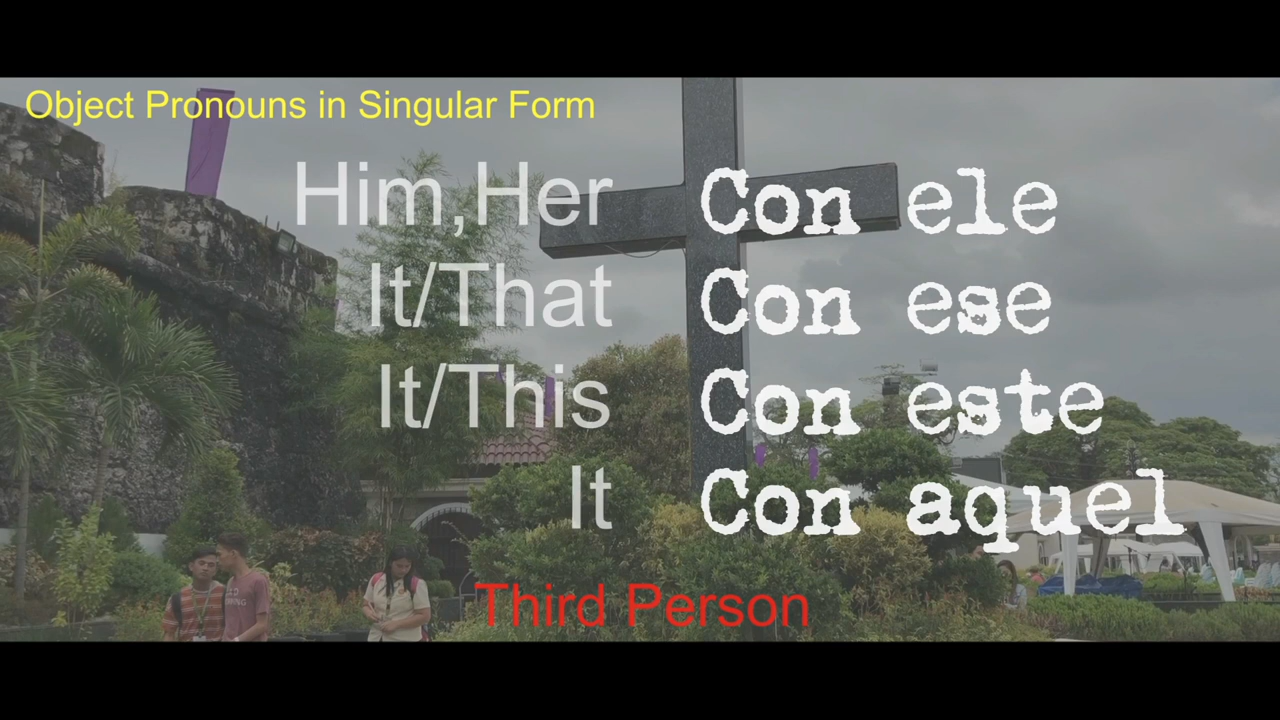 Object Pronouns in Singular Form
Him,Her Con ele
It/That Con ese
It/This Con este
It Con aquel
Third Person